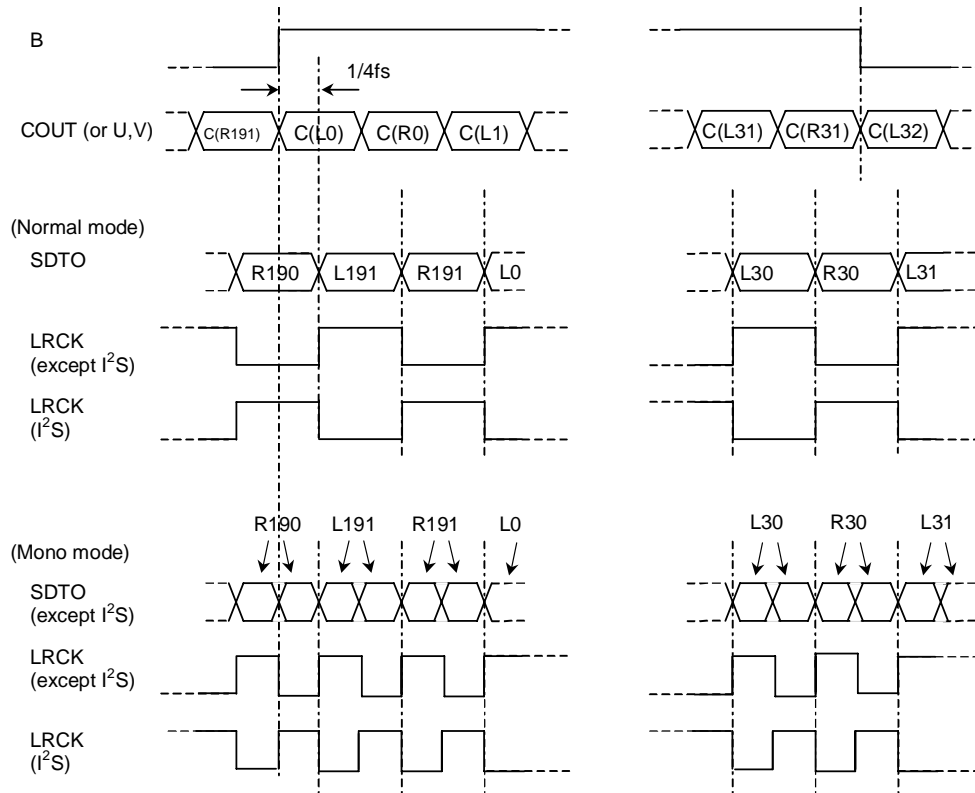 B
1/4fs
COUT (or U,V)
C(R191) C(L0) C(R0) C(L1) C(L31) C(R31) C(L32)
(Normal mode)
SDTO
R190 L191 R191 L0 L30 R30 L31
LRCK
(except I²S)
LRCK
(I²S)
R190 L191 R191 L0 L30 R30 L31
(Mono mode)
SDTO
(except I²S)
LRCK
(except I²S)
LRCK
(I²S)